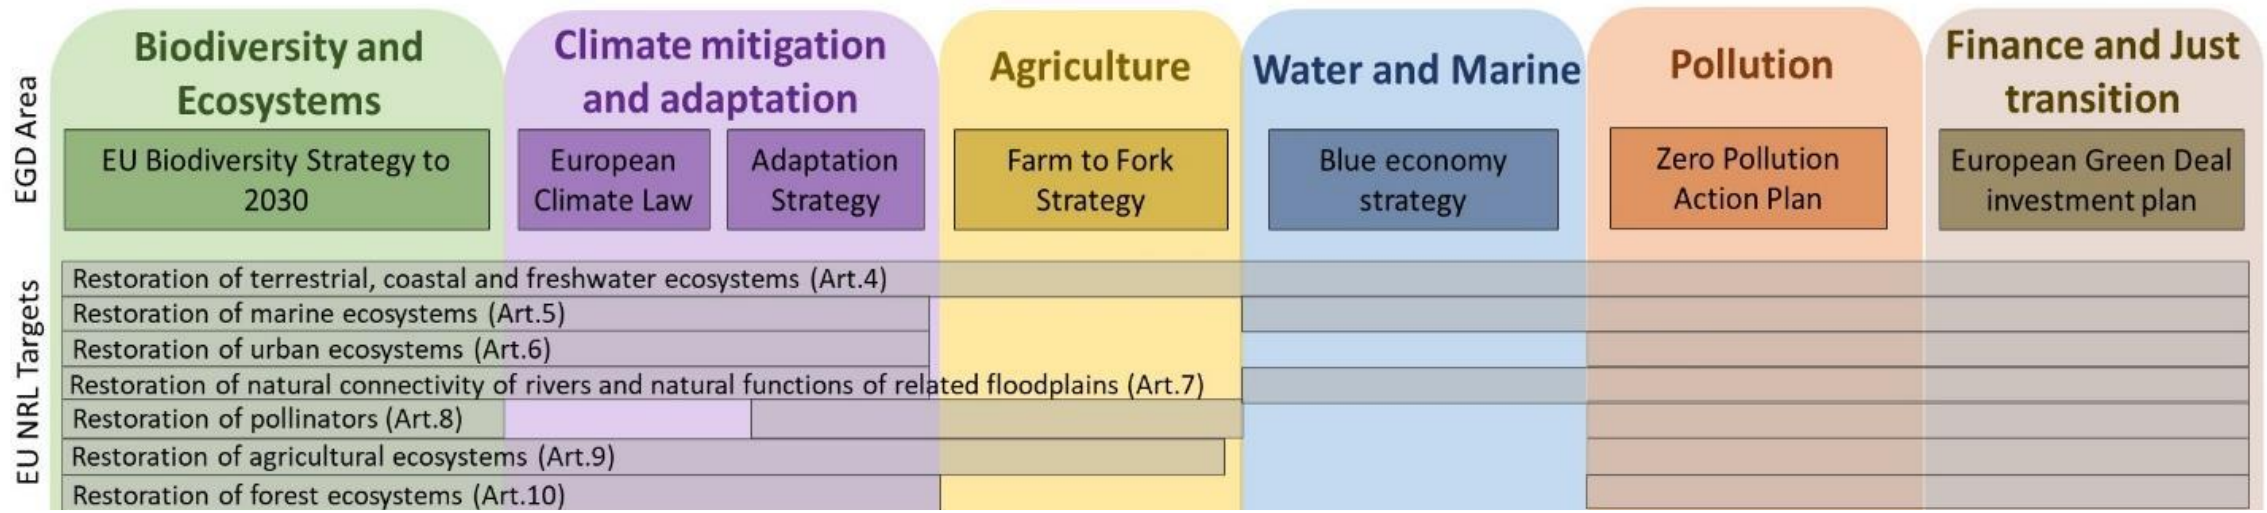 EGD Area
Biodiversity and
Ecosystems
EU Biodiversity Strategy to
2030
Climate mitigation
and adaptation
European
Climate Law
Adaptation
Strategy
Agriculture
Farm to Fork
Strategy
Water and Marine
Blue economy
strategy
Pollution
Zero Pollution
Action Plan
Finance and Just
transition
European Green Deal
investment plan
EU NRL Targets
Restoration of terrestrial, coastal and freshwater ecosystems (Art.4)
Restoration of marine ecosystems (Art.5)
Restoration of urban ecosystems (Art.6)
Restoration of natural connectivity of rivers and natural functions of related floodplains (Art.7)
Restoration of pollinators (Art.8)
Restoration of agricultural ecosystems (Art.9)
Restoration of forest ecosystems (Art.10)